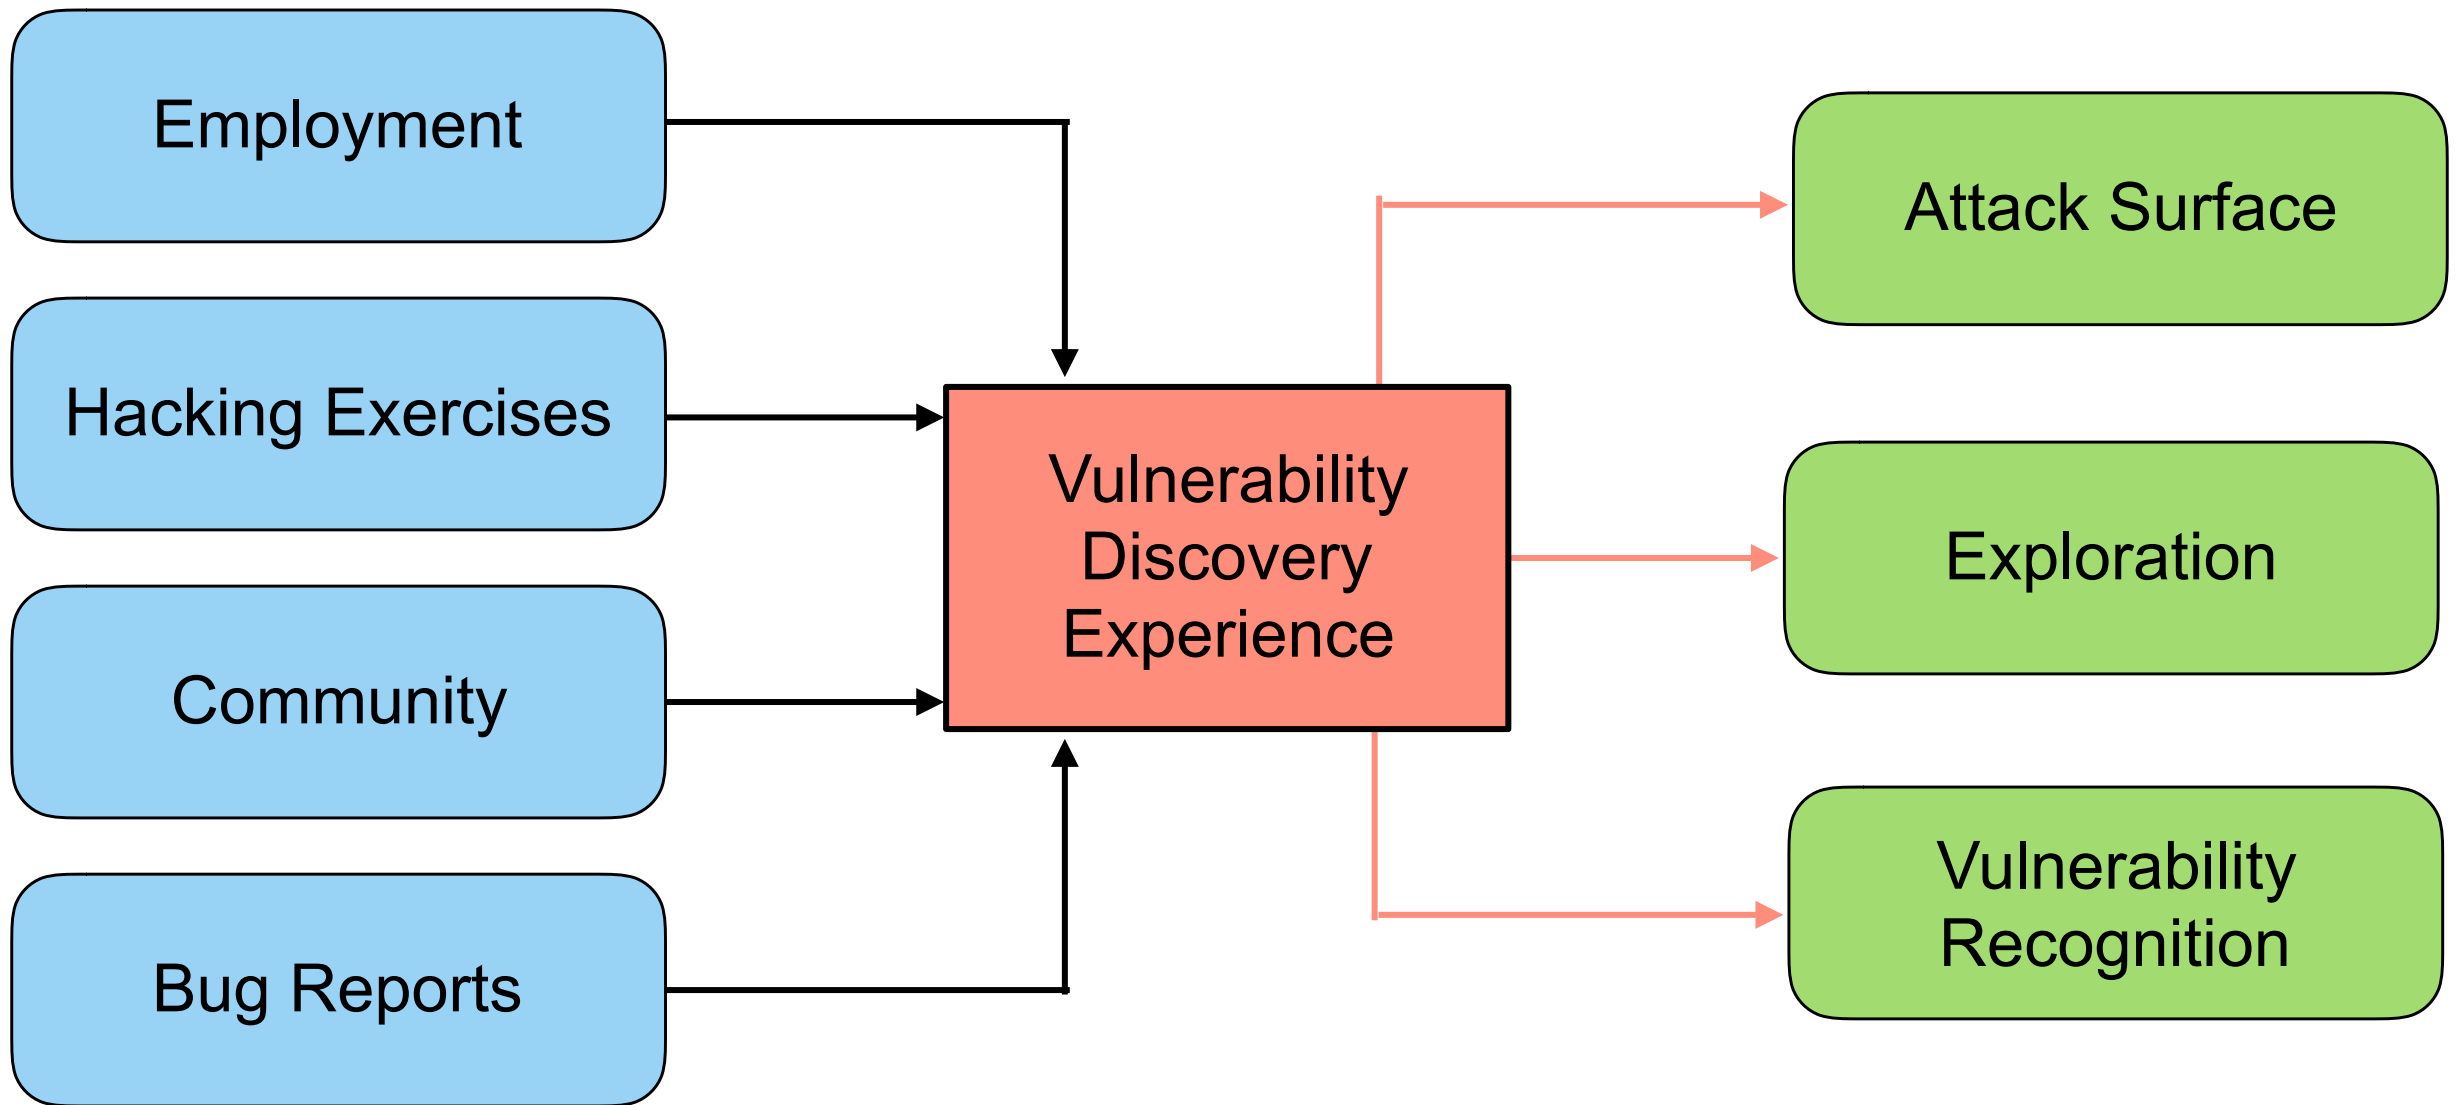 Employment
Hacking Exercises
Community
Bug Reports
Vulnerability
Discovery
Experience
Attack Surface
Exploration
Vulnerability
Recognition